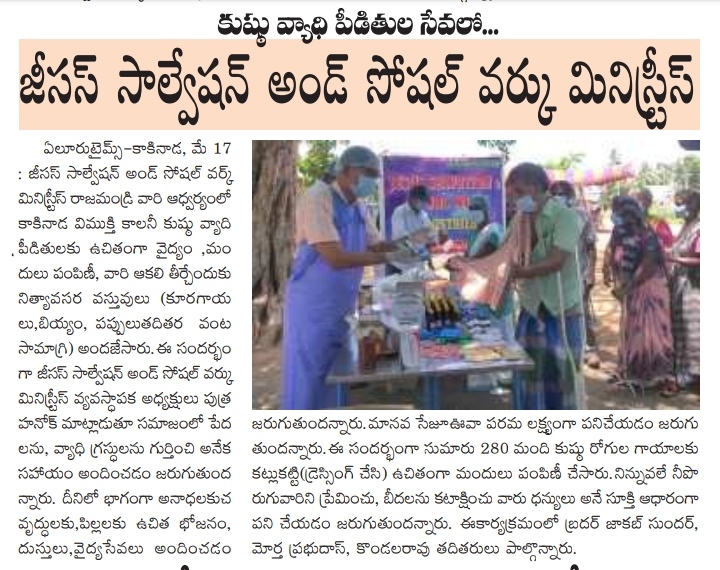 కుష్ఠు వ్యాధి పీడితుల సేవలో...
జీసస్ సాల్వేషన్ అండ్ సోషల్ వర్కు మినిస్ట్రీస్
ఏలూరుటైమ్స్-కాకినాడ, మే 17
: జీసస్ సాల్వేషన్ అండ్ సోషల్ వర్క్
మినిస్ట్రీస్ రాజమండ్రి వారి ఆధ్వర్యంలో
కాకినాడ విముక్తి కాలనీ కుష్ఠు వ్యాది
పీడితులకు ఉచితంగా వైద్యం ,మం
దులు పంపిణీ, వారి ఆకలి తీర్చేందుకు
నిత్యావసర వస్తువులు (కూరగాయ
లు,బియ్యం, పప్పులుతదితర వంట
సామాగ్రి) అందజేసారు.ఈ సందర్భం
గా జీసస్ సాల్వేషన్ అండ్ సోషల్ వర్కు
మినిస్ట్రీస్ వ్యవస్థాపక అధ్యక్షులు పుత్ర
హనోక్ మాట్లాడుతూ సమాజంలో పేద
లను, వ్యాధి గ్రస్థులను గుర్తించి అనేక
సహాయం అందించడం జరుగుతుంద
న్నారు. దీనిలో భాగంగా అనాధలకుచ
వృద్ధులకు,పిల్లలకు ఉచిత భోజనం,
దుస్తులు,వైద్యసేవలు అందించడం
జరుగుతుందన్నారు.మానవ సేజూఊవా పరమ లక్ష్యంగా పనిచేయడం జరుగు
తుందన్నారు.ఈ సందర్భంగా సుమారు 280 మంది కుష్ఠు రోగుల గాయాలకు
కట్లుకట్టి(డ్రెస్సింగ్ చేసి) ఉచితంగా మందులు పంపిణీ చేసారు.నిన్నువలే నీపొ
రుగువారిని ప్రేమించు, బీదలను కటాక్షించు వారు ధన్యులు అనే సూక్తి ఆధారంగా
పని చేయడం జరుగుతుందన్నారు. ఈకార్యక్రమంలో బ్రదర్ జాకబ్ సుందర్,
మోర్త ప్రభుదాస్, కొండలరావు తదితరులు పాల్గొన్నారు.